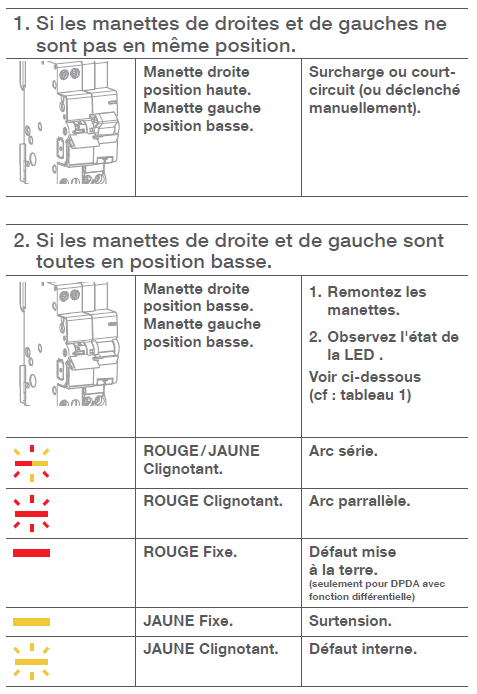 1. Si les manettes de droites et de gauches ne
sont pas en même position.
Manette droite
position haute.
Manette gauche
position basse.
Surcharge ou court-
circuit (ou déclenché
manuellement).
2. Si les manettes de droite et de gauche sont
toutes en position basse.
Manette droite
position basse.
Manette gauche
position basse.
1. Remontez les
manettes.
2. Observez l'état de
la LED .
Voir ci-dessous
(cf : tableau 1)
ROUGE/JAUNE
Clignotant.
Arc série.
ROUGE Clignotant.
Arc parrallèle.
ROUGE Fixe.
Défaut mise
à la terre.
(seulement pour DPDA avec
fonction différentielle)
JAUNE Fixe.
Surtension.
JAUNE Clignotant.
Défaut interne.